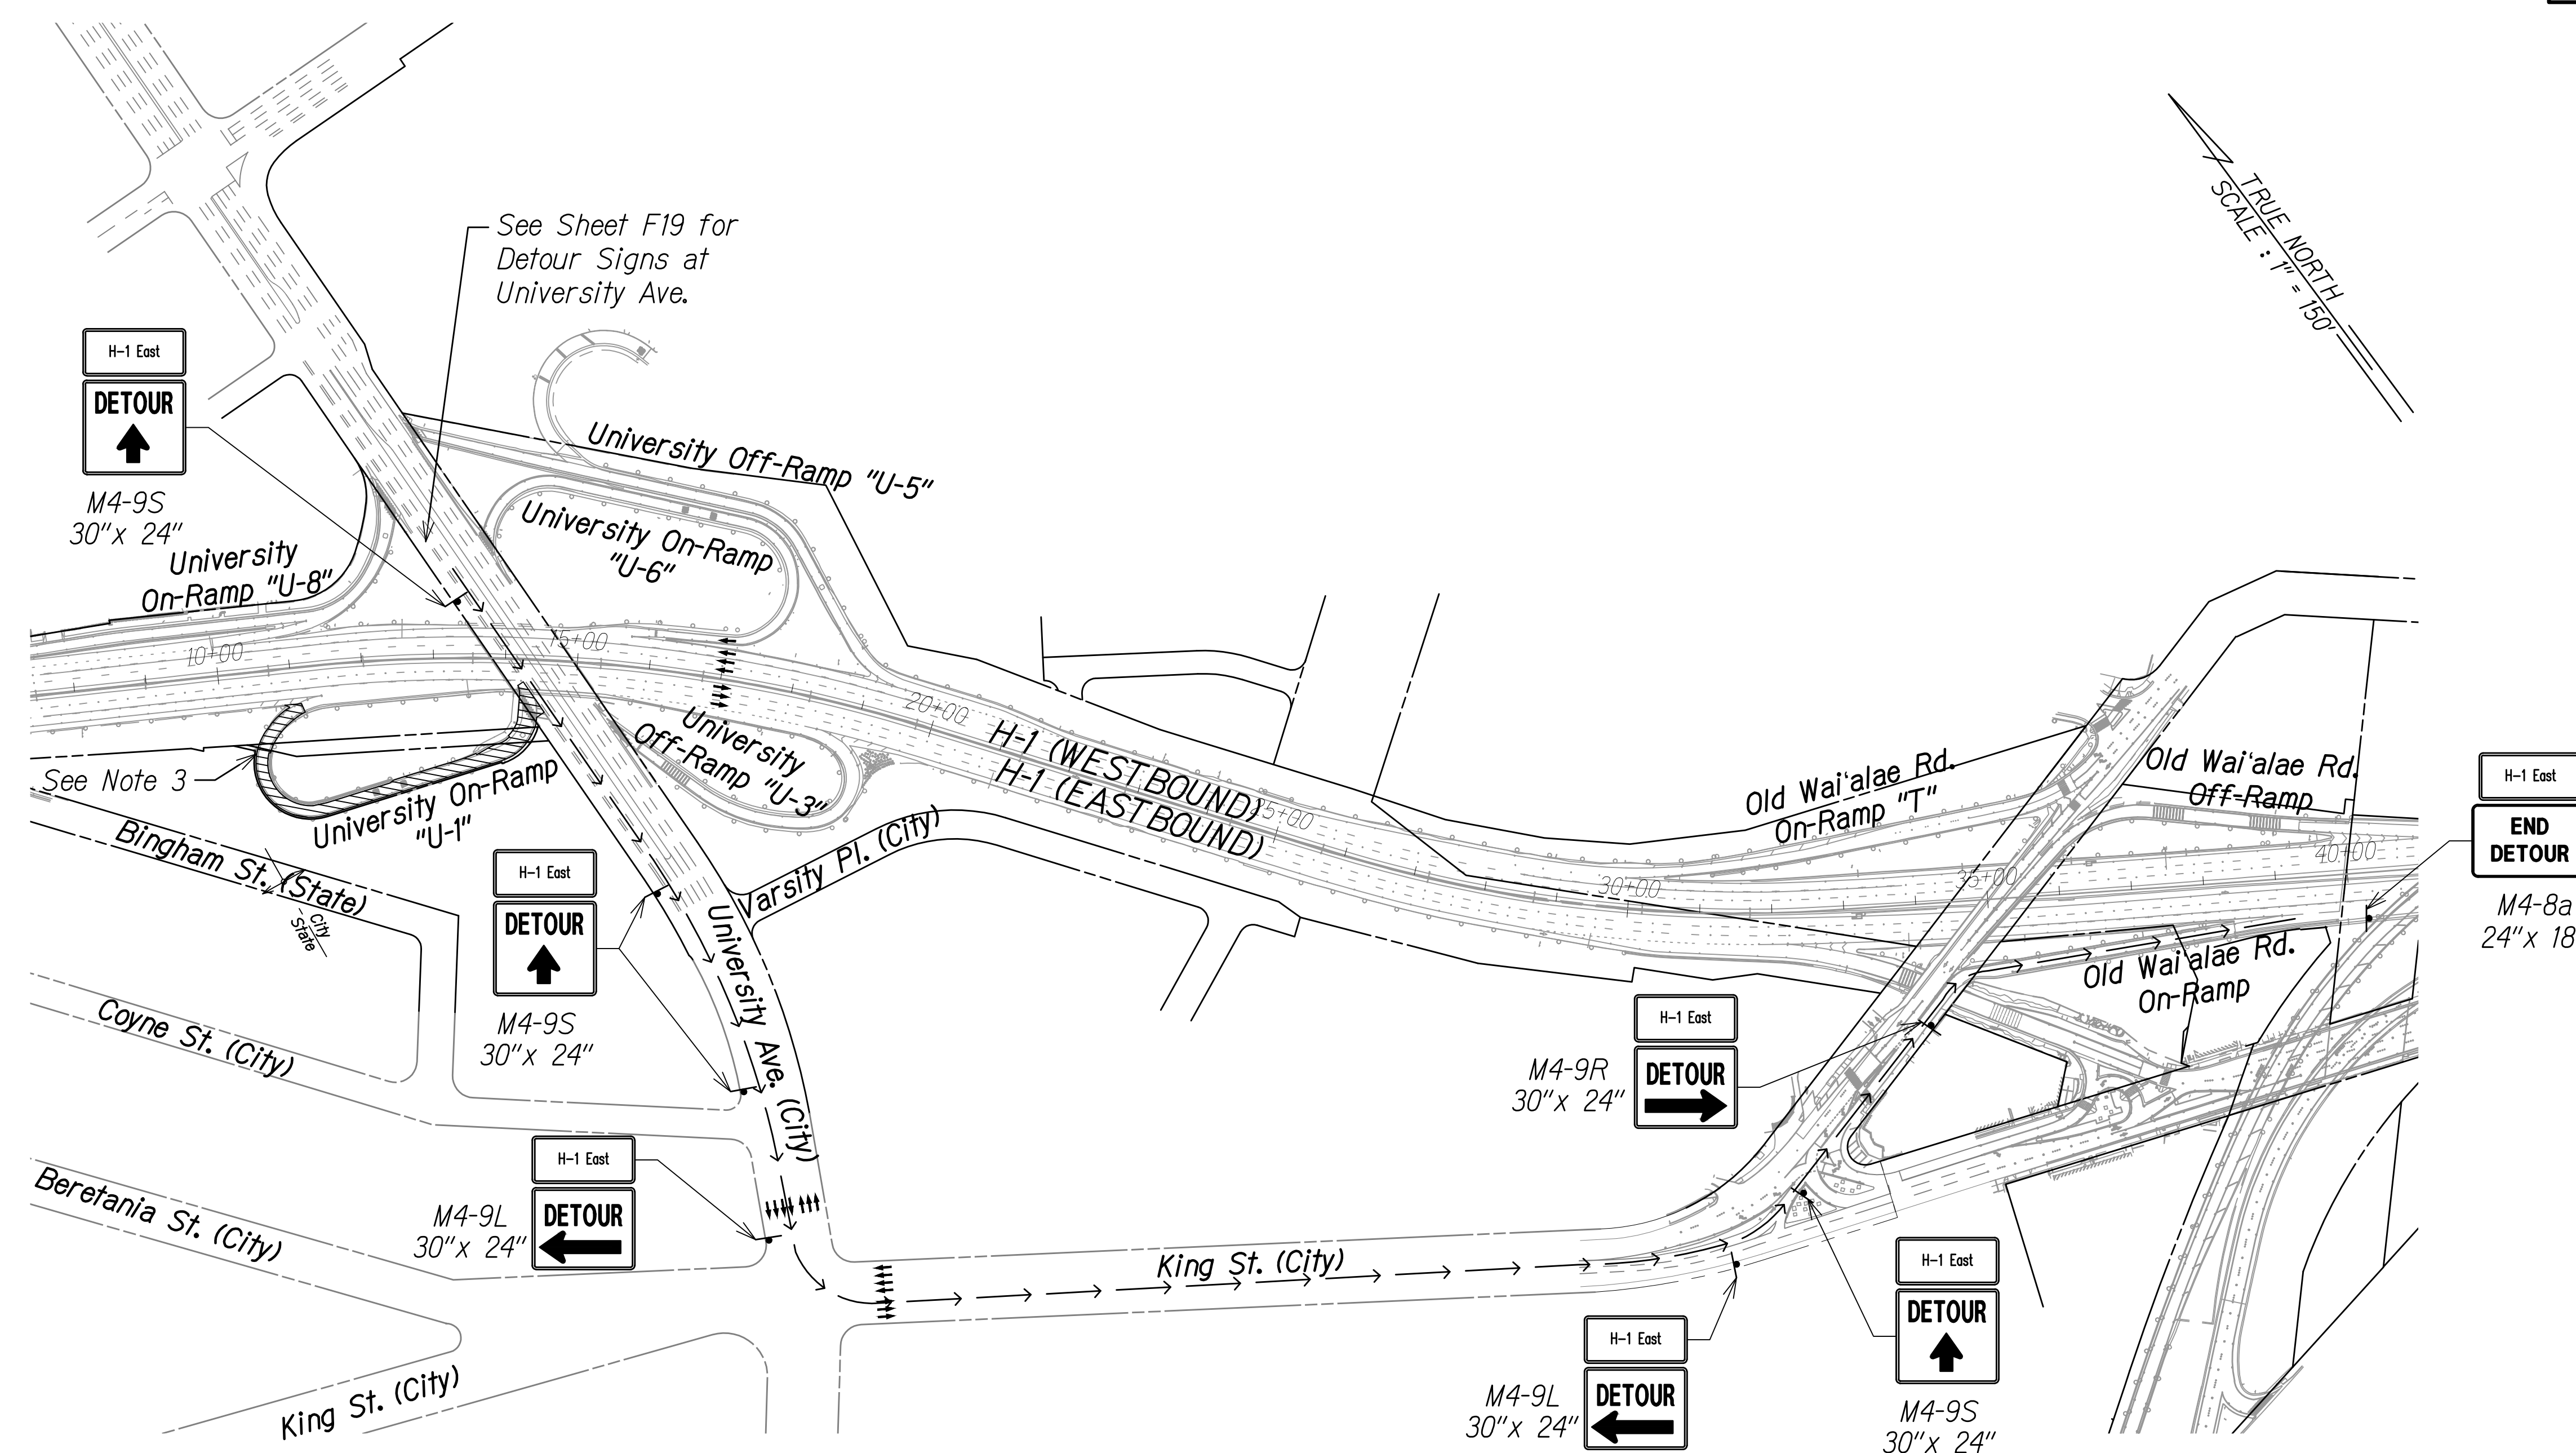 TRUE NORTH
SCALE : 1" = 150'
See Sheet F19 for
Detour Signs at
University Ave.
H-1 East
DETOUR
M4-9S
30"x 24"
University Off-Ramp "U-5"
University On-Ramp
"U-6"
University
On-Ramp "U-8"
10+00
15+00
20+00
25+00
30+00
35+00
40+00
University
Off-Ramp "U-3"
H-1 (WESTBOUND)
H-1 (EASTBOUND)
See Note 3
University On-Ramp
"U-1"
Bingham St. (State)
City
State
Varsity Pl. (City)
University Ave. (City)
Old Wai'alae Rd.
On-Ramp "T"
Old Wai'alae Rd.
Off-Ramp
H-1 East
END
DETOUR
M4-8a
24"x 18
Old Wai'alae Rd.
On-Ramp
H-1 East
DETOUR
M4-9S
30"x 24"
Coyne St. (City)
H-1 East
DETOUR
M4-9R
30"x 24"
Beretania St. (City)
H-1 East
DETOUR
M4-9L
30"x 24"
King St. (City)
King St. (City)
H-1 East
DETOUR
M4-9L
30"x 24"
H-1 East
DETOUR
M4-9S
30"x 24"